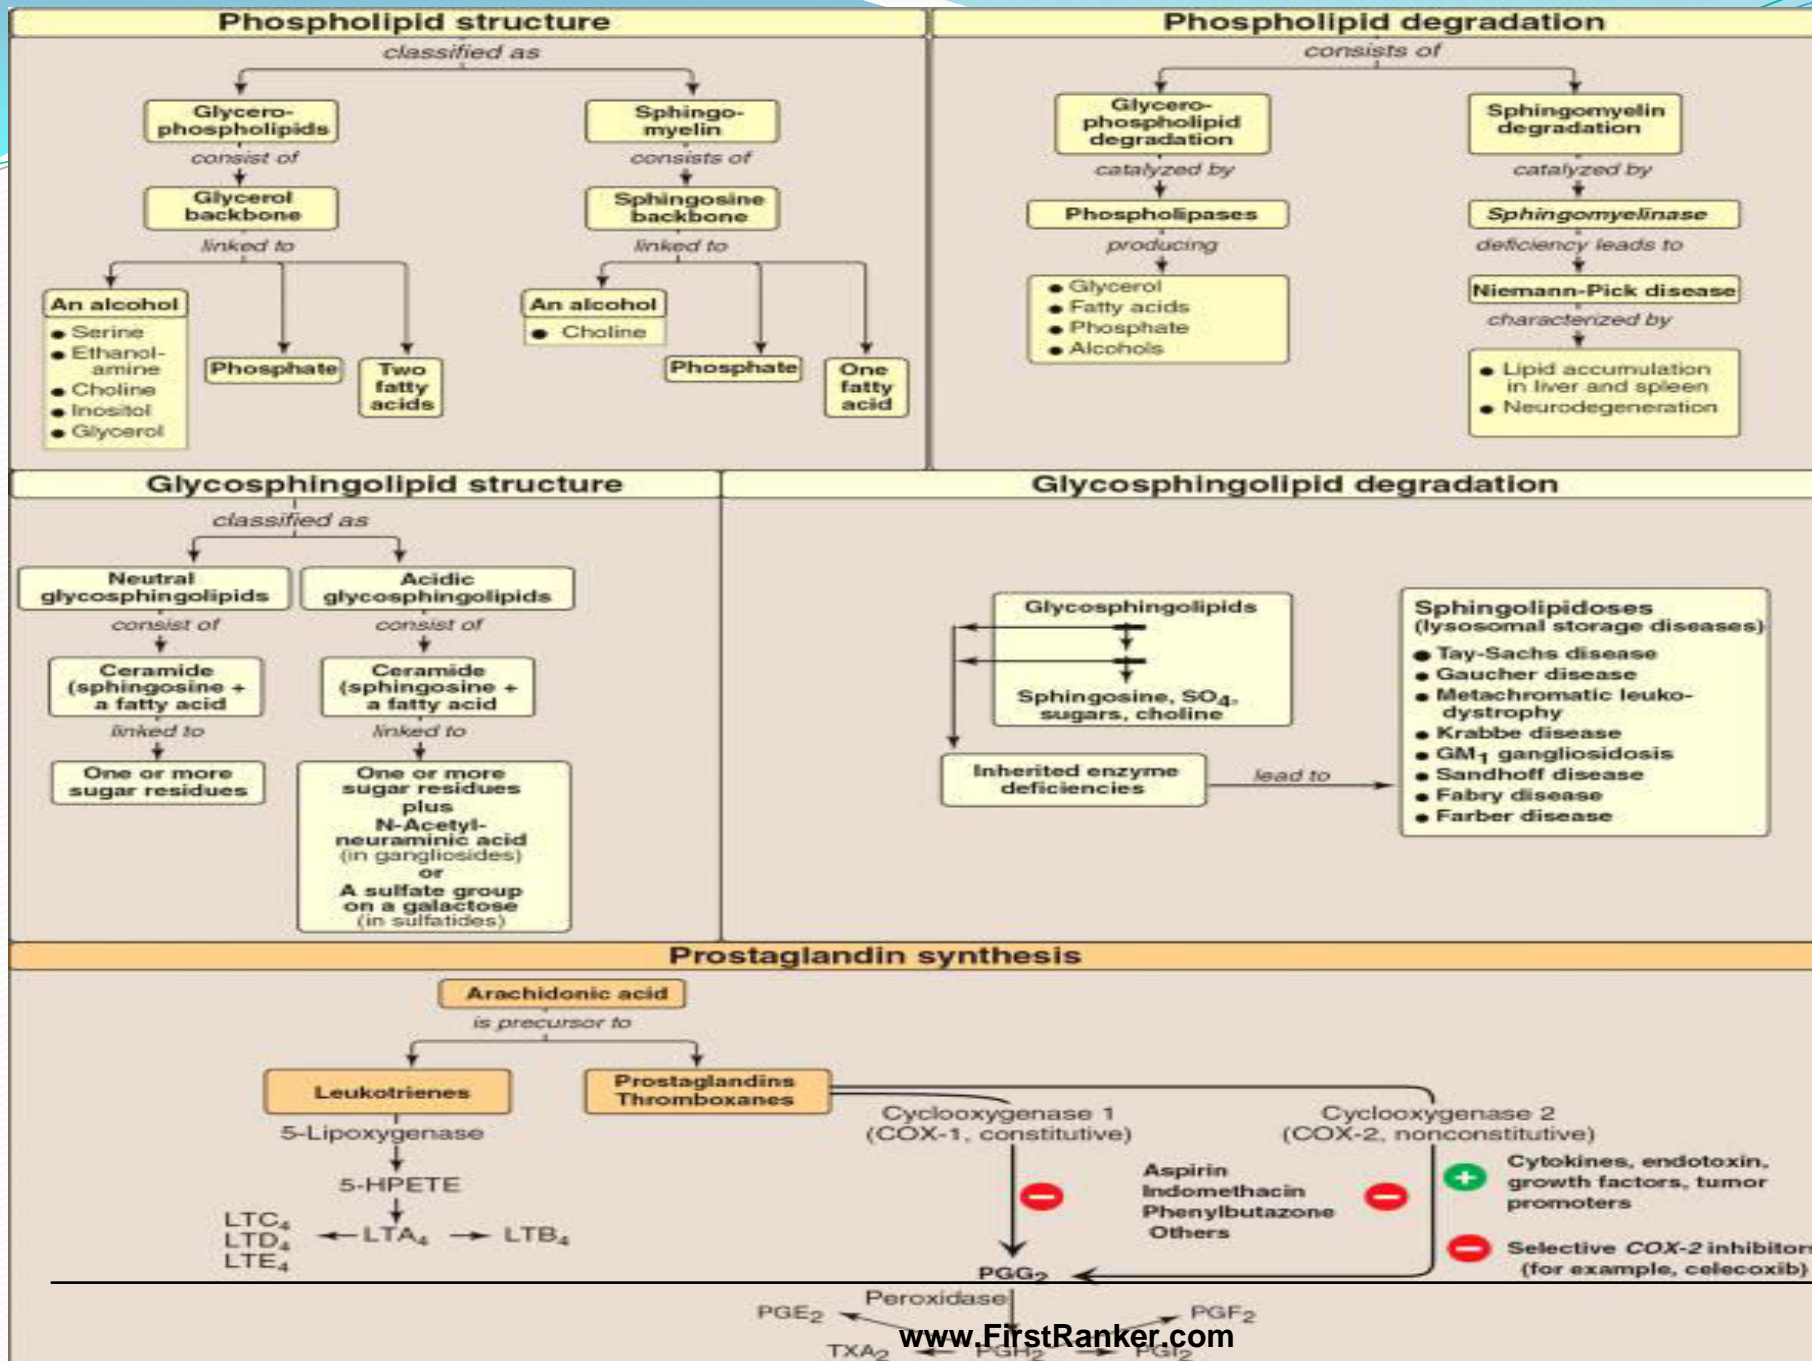 Phospholipid structure
classified as
Glycero-
phospholipids
consist of
Glycerol
backbone
linked to
An alcohol
● Serine
● Ethanol-
amine
● Choline
● Inositol
● Glycerol
Phosphate
Two
fatty
acids
Sphingo-
myelin
consists of
Sphingosine
backbone
linked to
An alcohol
● Choline
Phosphate
One
fatty
acid
Phospholipid degradation
consists of
Glycero-
phospholipid
degradation
catalyzed by
Phospholipases
producing
● Glycerol
● Fatty acids
● Phosphate
● Alcohols
Sphingomyelin
degradation
catalyzed by
Sphingomyelinase
deficiency leads to
Niemann-Pick disease
characterized by
● Lipid accumulation
in liver and spleen
● Neurodegeneration
Glycosphingolipid structure
classified as
Neutral
glycosphingolipids
consist of
Ceramide
(sphingosine +
a fatty acid
linked to
One or more
sugar residues
Acidic
glycosphingolipids
consist of
Ceramide
(sphingosine +
a fatty acid
linked to
One or more
sugar residues
plus
N-Acetyl-
neuraminic acid
(in gangliosides)
or
A sulfate group
on a galactose
(in sulfatides)
Glycosphingolipid degradation
Glycosphingolipids
Sphingosine, SO₄,
sugars, choline
Inherited enzyme
deficiencies
lead to
Sphingolipidoses
(lysosomal storage diseases)
● Tay-Sachs disease
● Gaucher disease
● Metachromatic leuko-
dystrophy
● Krabbe disease
● GM₁ gangliosidosis
● Sandhoff disease
● Fabry disease
● Farber disease
Prostaglandin synthesis
Arachidonic acid
is precursor to
Leukotrienes
5-Lipoxygenase
5-HPETE
LTC₄
LTD₄
LTE₄
LTA₄
LTB₄
Prostaglandins
Thromboxanes
Cyclooxygenase 1
(COX-1, constitutive)
Cyclooxygenase 2
(COX-2, nonconstitutive)
Aspirin
Indomethacin
Phenylbutazone
Others
Cytokines, endotoxin,
growth factors, tumor
promoters
Selective COX-2 inhibitors
(for example, celecoxib)
PGG₂
Peroxidase
PGE₂
PGF₂
www.FirstRanker.com
TXA₂
PGH₂
PGI₂